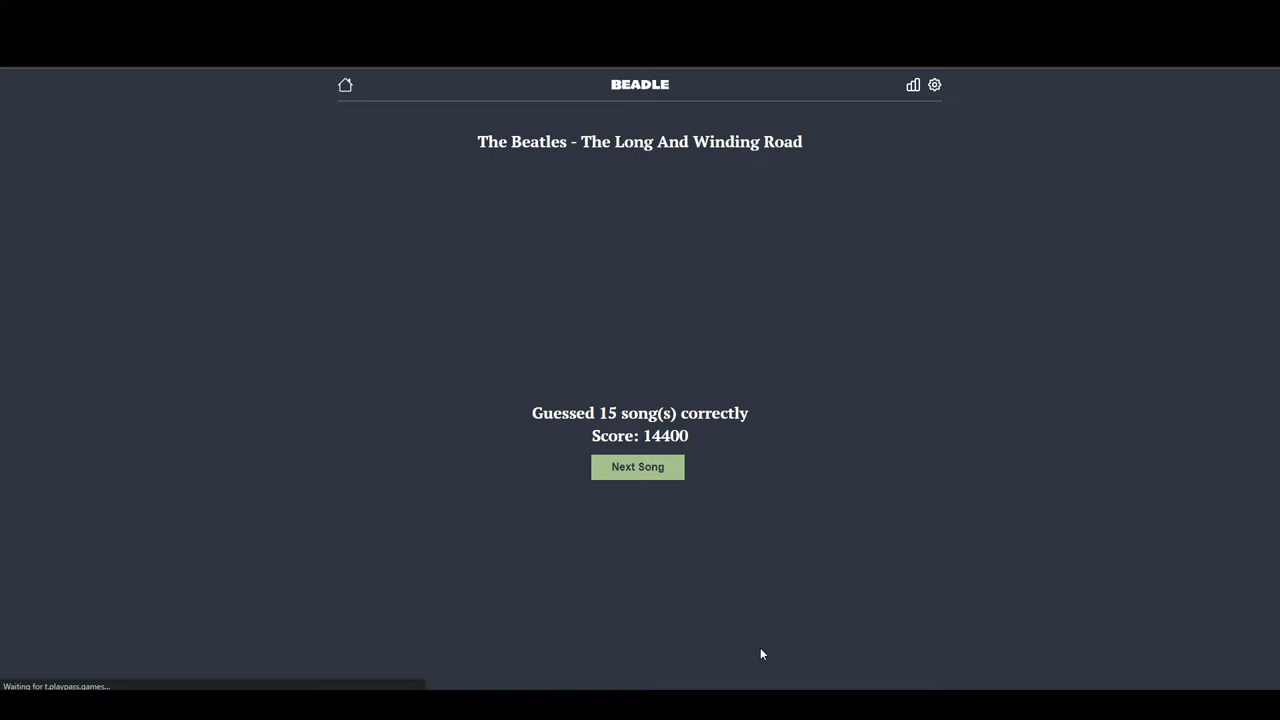 BEADLE
The Beatles - The Long And Winding Road
Guessed 15 song(s) correctly
Score: 14400
Next Song
Waiting for t.playpass.games...